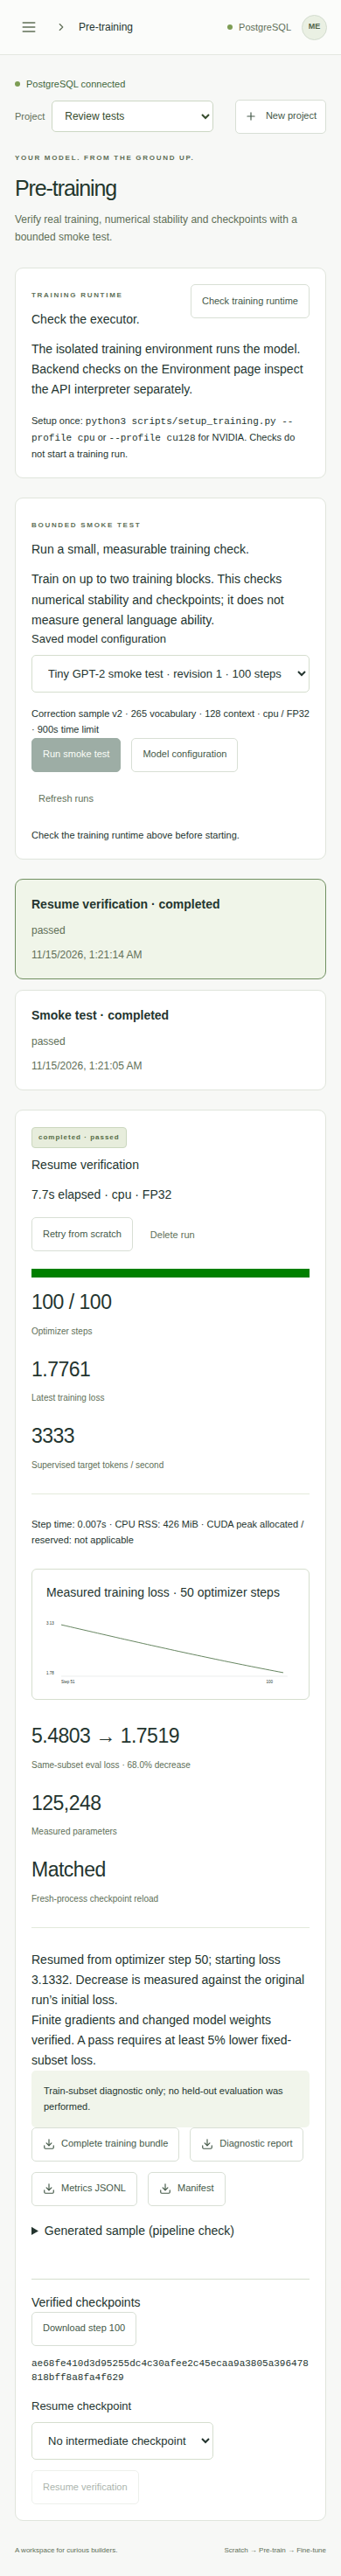 Pre-training
PostgreSQL
ME
PostgreSQL connected
Project
Review tests
New project
YOUR MODEL. FROM THE GROUND UP.
Pre-training
Verify real training, numerical stability and checkpoints with a
bounded smoke test.
TRAINING RUNTIME
Check training runtime
Check the executor.
The isolated training environment runs the model.
Backend checks on the Environment page inspect
the API interpreter separately.
Setup once: python3 scripts/setup_training.py --
profile cpu or --profile cu128 for NVIDIA. Checks do
not start a training run.
BOUNDED SMOKE TEST
Run a small, measurable training check.
Train on up to two training blocks. This checks
numerical stability and checkpoints; it does not
measure general language ability.
Saved model configuration
Tiny GPT-2 smoke test · revision 1 · 100 steps
Correction sample v2 · 265 vocabulary · 128 context · cpu / FP32
· 900s time limit
Run smoke test
Model configuration
Refresh runs
Check the training runtime above before starting.
Resume verification · completed
passed
11/15/2026, 1:21:14 AM
Smoke test · completed
passed
11/15/2026, 1:21:05 AM
completed · passed
Resume verification
7.7s elapsed · cpu · FP32
Retry from scratch
Delete run
100 / 100
Optimizer steps
1.7761
Latest training loss
3333
Supervised target tokens / second
Step time: 0.007s · CPU RSS: 426 MiB · CUDA peak allocated /
reserved: not applicable
Measured training loss · 50 optimizer steps
3.13
1.78
Step 51
100
5.4803 → 1.7519
Same-subset eval loss · 68.0% decrease
125,248
Measured parameters
Matched
Fresh-process checkpoint reload
Resumed from optimizer step 50; starting loss
3.1332. Decrease is measured against the original
run's initial loss.
Finite gradients and changed model weights
verified. A pass requires at least 5% lower fixed-
subset loss.
Train-subset diagnostic only; no held-out evaluation was
performed.
Complete training bundle
Diagnostic report
Metrics JSONL
Manifest
Generated sample (pipeline check)
Verified checkpoints
Download step 100
ae68fe410d3d95255dc4c30afee2c45ecaa9a3805a396478
818bff8a8fa4f629
Resume checkpoint
No intermediate checkpoint
Resume verification
A workspace for curious builders.
Scratch → Pre-train → Fine-tune